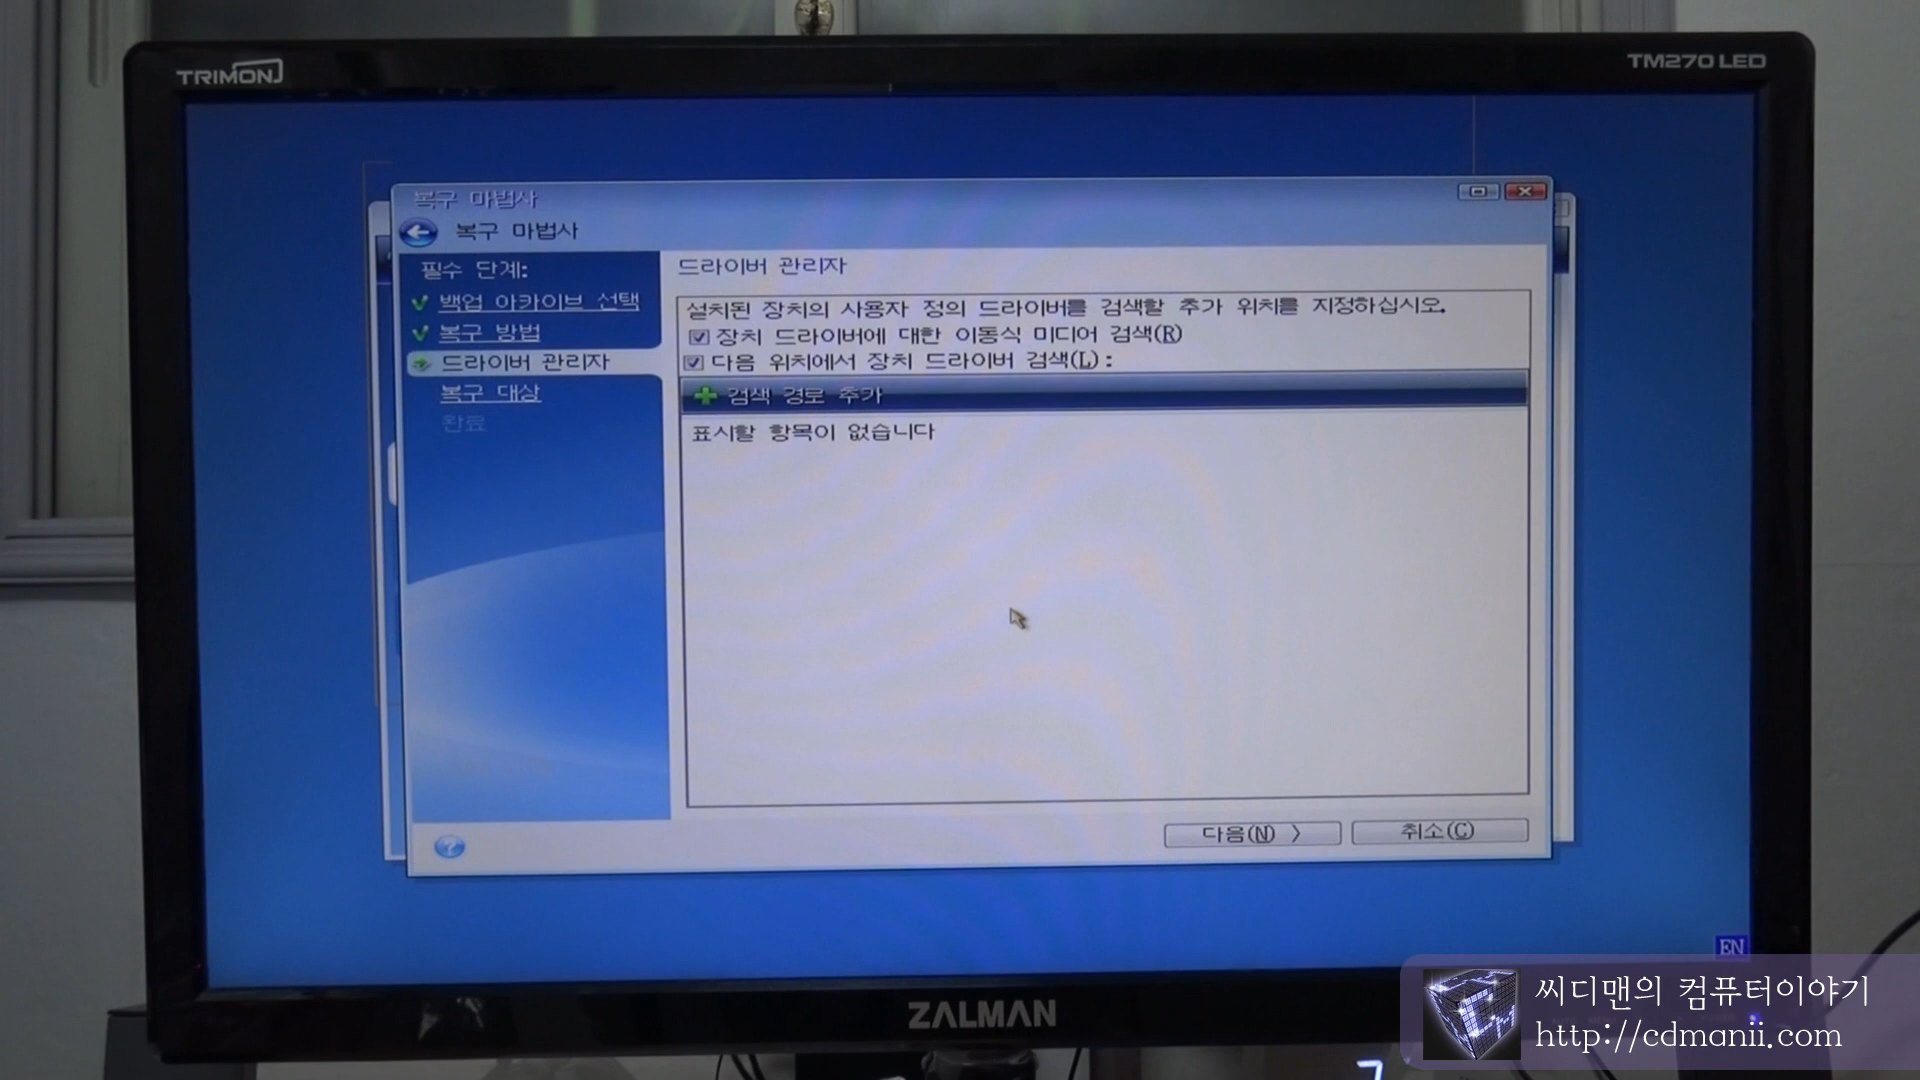 TRIMON
TM270 LED
복구 마법사
복구 마법사
필수 단계:
백업 아카이브 선택
복구 방법
드라이버 관리자
복구 대상
완료
드라이버 관리자
설치된 장치의 사용자 정의 드라이버를 검색할 추가 위치를 지정하십시오.
장치 드라이버에 대한 이동식 미디어 검색(R)
다음 위치에서 장치 드라이버 검색(L):
검색 경로 추가
표시할 항목이 없습니다
다음(N) >
취소(C)
EN
ZALMAN
씨디맨의 컴퓨터이야기
http://cdmanii.com
7